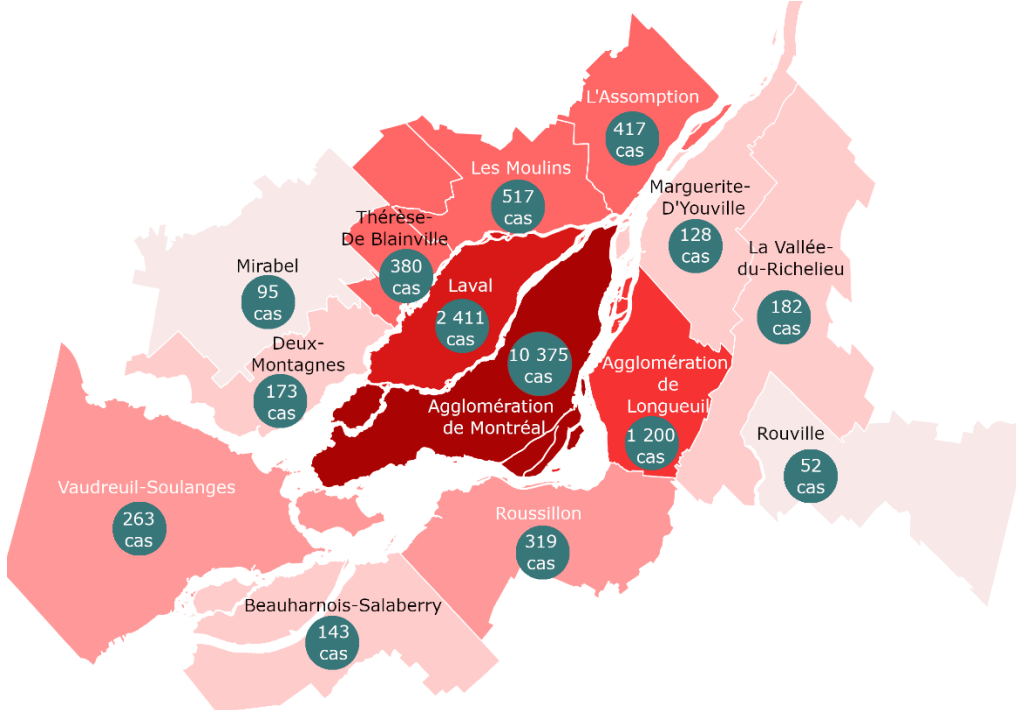 L'Assomption
417
cas
Les Moulins
517
cas
Marguerite-
D'Youville
128
cas
Thérèse-
De Blainville
380
cas
La Vallée-
du-Richelieu
182
cas
Mirabel
95
cas
Laval
2 411
cas
Deux-
Montagnes
173
cas
10 375
cas
Agglomération
de Montréal
Agglomération
de
Longueuil
1 200
cas
Rouville
52
cas
Vaudreuil-Soulanges
263
cas
Roussillon
319
cas
Beauharnois-Salaberry
143
cas